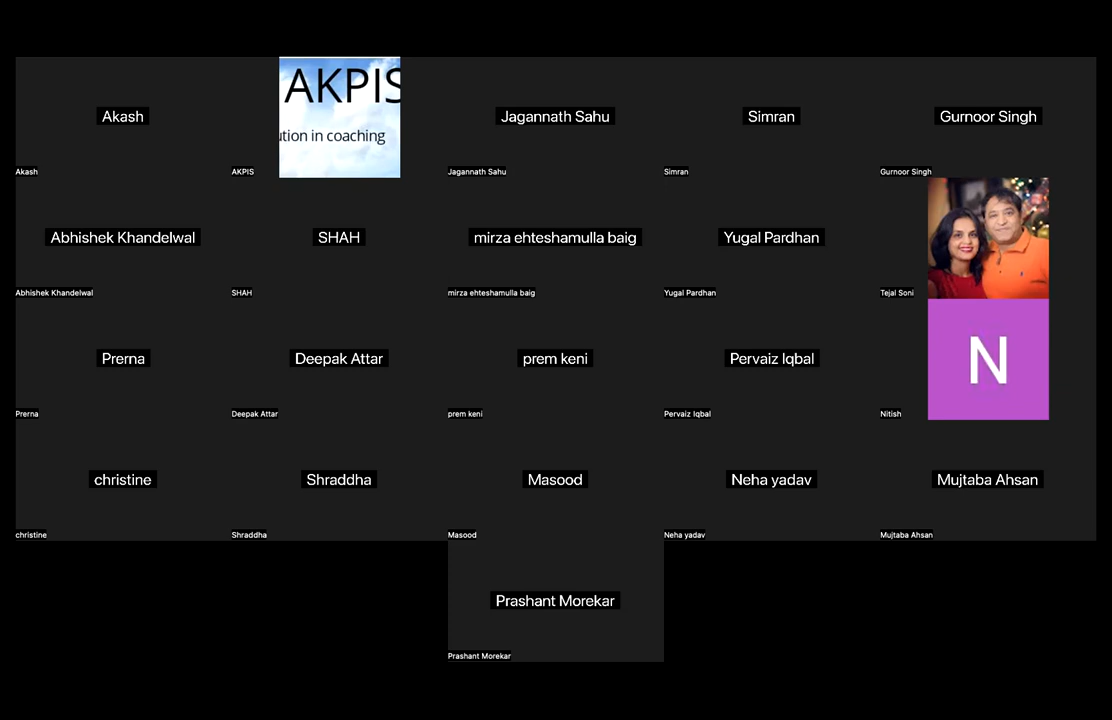 Akash
Akash
AKPIS
ution in coaching
AKPIS
Jagannath Sahu
Jagannath Sahu
Simran
Simran
Gurnoor Singh
Gurnoor Singh
Abhishek Khandelwal
Abhishek Khandelwal
SHAH
SHAH
mirza ehteshamulla baig
mirza ehteshamulla baig
Yugal Pardhan
Yugal Pardhan
Tejal Soni
Prerna
Prerna
Deepak Attar
Deepak Attar
prem keni
prem keni
Pervaiz Iqbal
Pervaiz Iqbal
N
Nitish
christine
christine
Shraddha
Shraddha
Masood
Masood
Neha yadav
Neha yadav
Mujtaba Ahsan
Mujtaba Ahsan
Prashant Morekar
Prashant Morekar